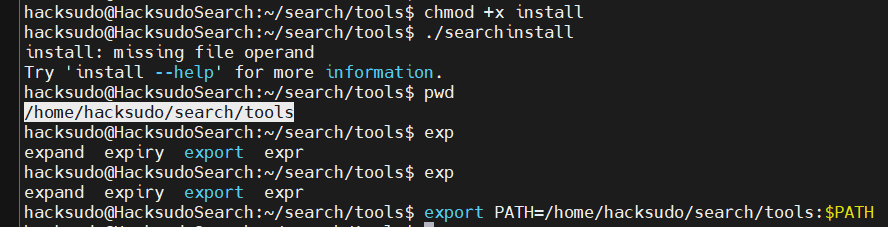 hacksudo@HacksudoSearch:~/search/tools$ chmod +x install
hacksudo@HacksudoSearch:~/search/tools$ ./searchinstall
install: missing file operand
Try 'install --help' for more information.
hacksudo@HacksudoSearch:~/search/tools$ pwd
/home/hacksudo/search/tools
hacksudo@HacksudoSearch:~/search/tools$ exp
expand  expiry  export  expr
hacksudo@HacksudoSearch:~/search/tools$ exp
expand  expiry  export  expr
hacksudo@HacksudoSearch:~/search/tools$ export PATH=/home/hacksudo/search/tools:$PATH